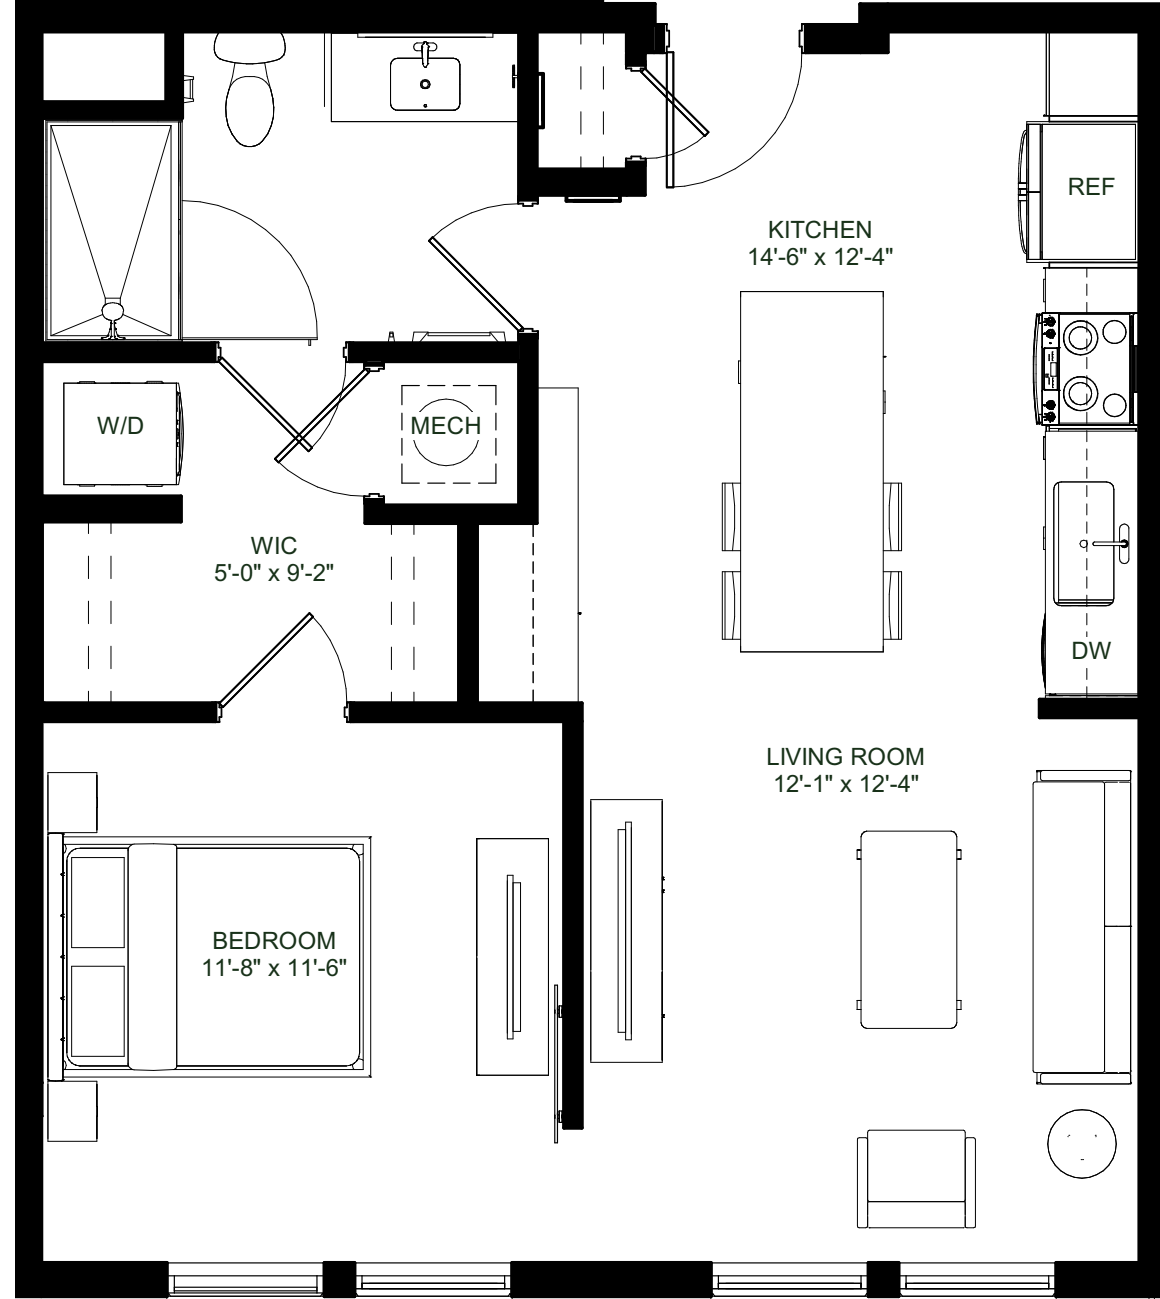 REF
KITCHEN
14'-6" x 12'-4"
W/D
MECH
WIC
5'-0" x 9'-2"
DW
LIVING ROOM
12'-1" x 12'-4"
BEDROOM
11'-8" x 11'-6"